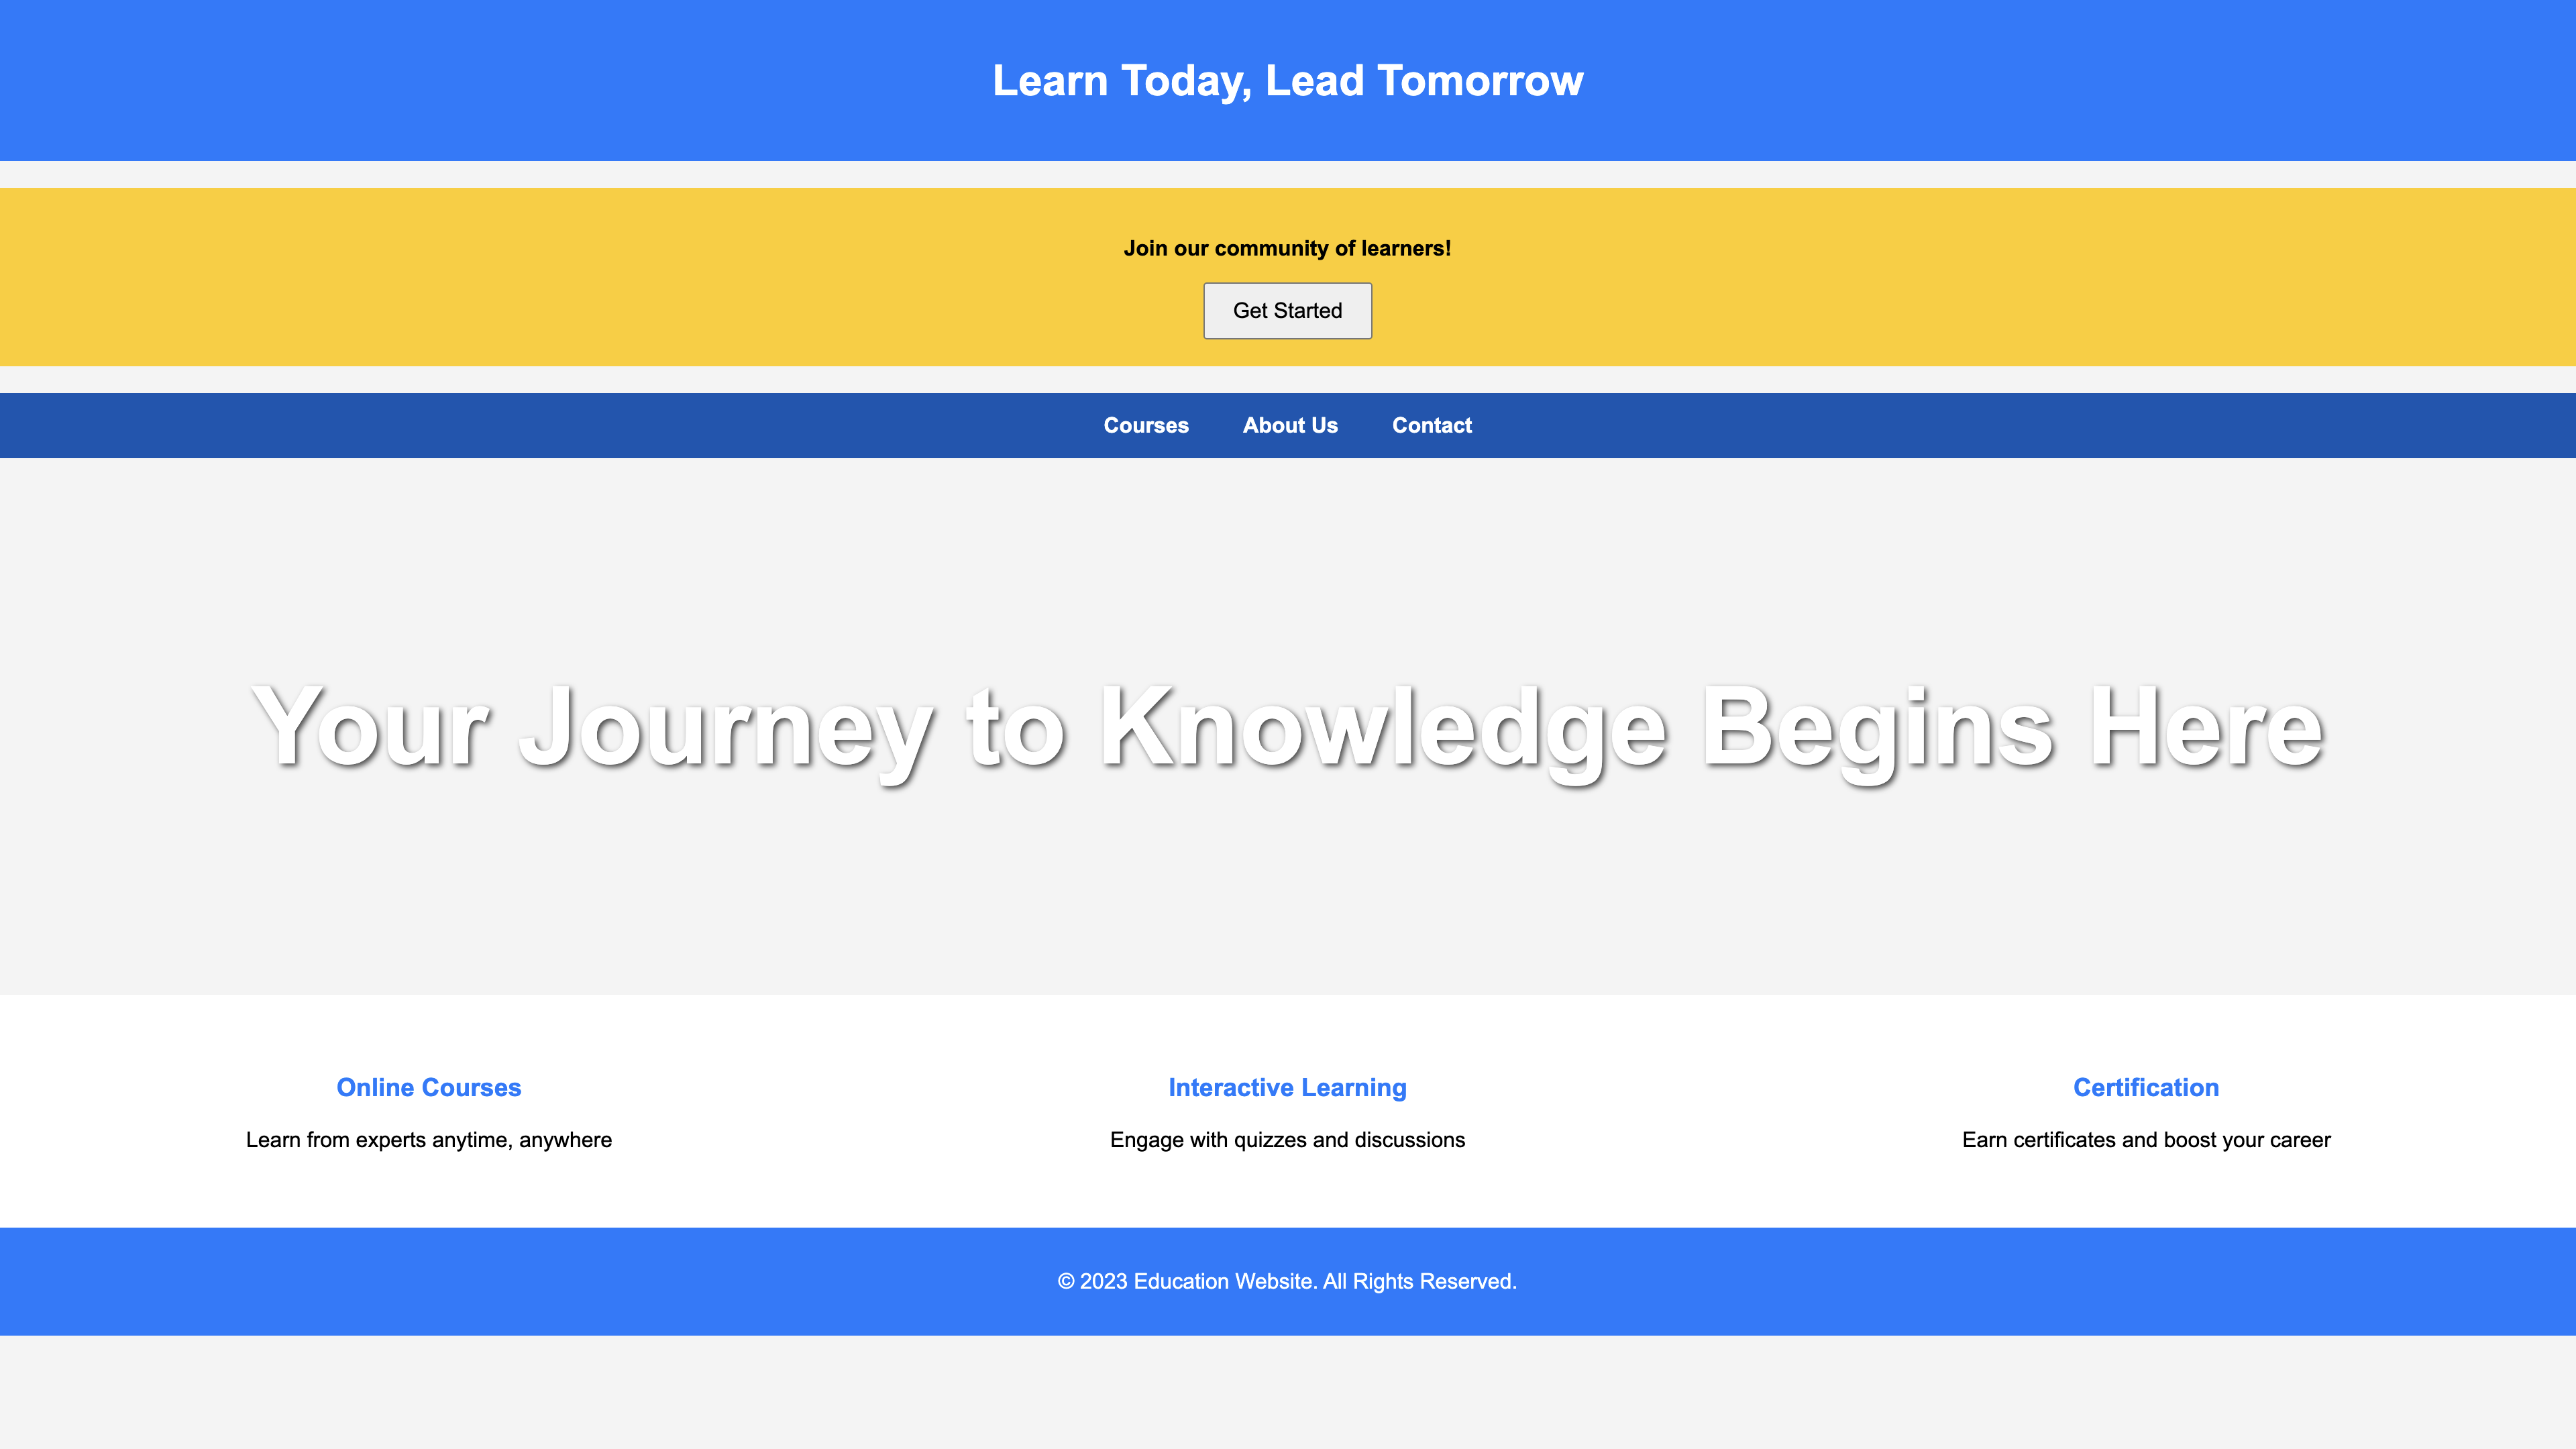 Learn Today, Lead Tomorrow
Join our community of learners!
Get Started
Courses About Us Contact
Your Journey to Knowledge Begins Here
Online Courses
Learn from experts anytime, anywhere
Interactive Learning
Engage with quizzes and discussions
Certification
Earn certificates and boost your career
© 2023 Education Website. All Rights Reserved.